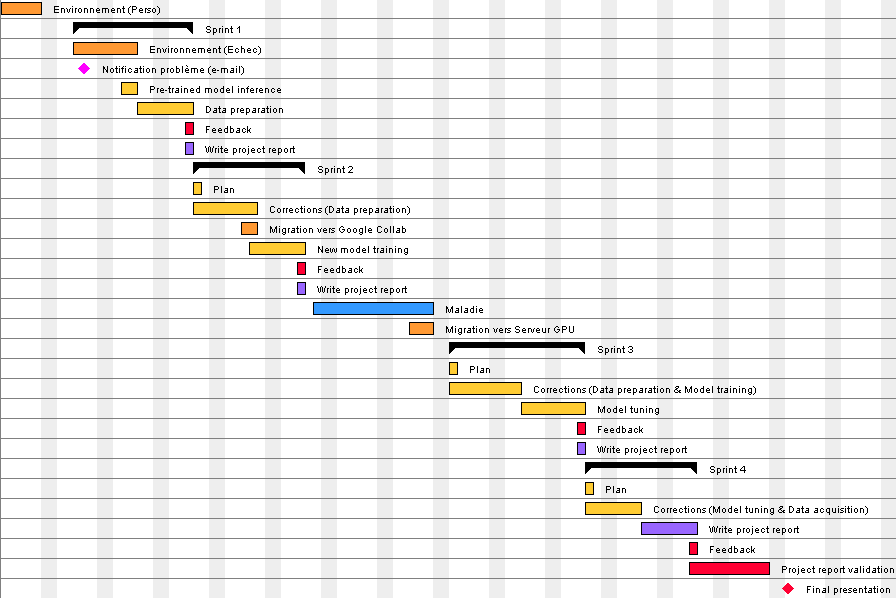 Environnement (Perso)
Sprint 1
Environnement (Echec)
Notification problème (e-mail)
Pre-trained model inference
Data preparation
Feedback
Write project report
Sprint 2
Plan
Corrections (Data preparation)
Migration vers Google Collab
New model training
Feedback
Write project report
Maladie
Migration vers Serveur GPU
Sprint 3
Plan
Corrections (Data preparation & Model training)
Model tuning
Feedback
Write project report
Sprint 4
Plan
Corrections (Model tuning & Data acquisition)
Write project report
Feedback
Project report validation
Final presentation